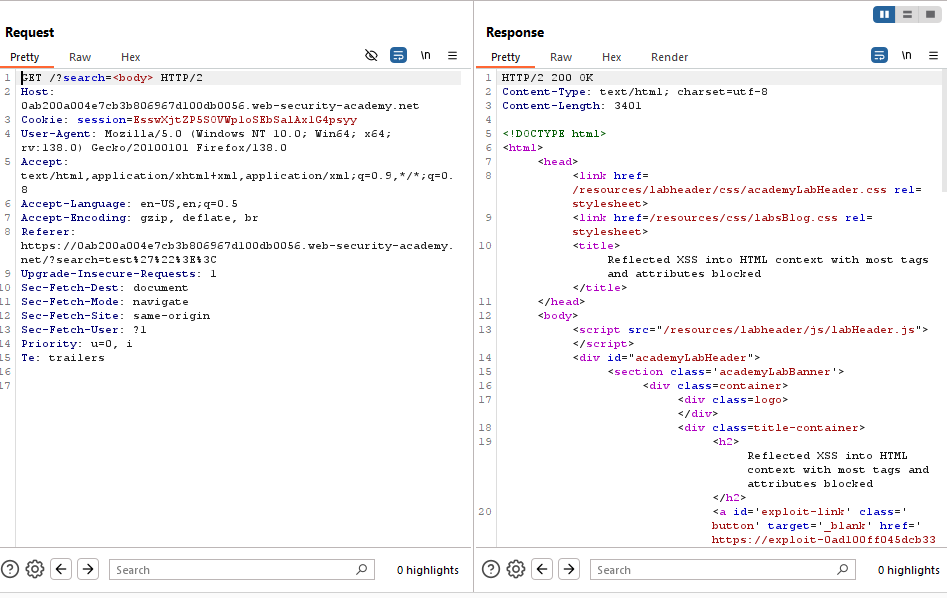 Request
Pretty Raw Hex \n
1 GET /?search=<body> HTTP/2
2 Host:
0ab200a004e7cb3b806967d100db0056.web-security-academy.net
3 Cookie: session=EsswXjtZP5S0VWploSEbSalAxlG4psyy
4 User-Agent: Mozilla/5.0 (Windows NT 10.0; Win64; x64;
rv:138.0) Gecko/20100101 Firefox/138.0
5 Accept:
text/html,application/xhtml+xml,application/xml;q=0.9,*/*;q=0.
8
6 Accept-Language: en-US,en;q=0.5
7 Accept-Encoding: gzip, deflate, br
8 Referer:
https://0ab200a004e7cb3b806967d100db0056.web-security-academy.
net/?search=test%27%22%3E%3C
9 Upgrade-Insecure-Requests: 1
10 Sec-Fetch-Dest: document
11 Sec-Fetch-Mode: navigate
12 Sec-Fetch-Site: same-origin
13 Sec-Fetch-User: ?1
14 Priority: u=0, i
15 Te: trailers
16
17
Search 0 highlights
Response
Pretty Raw Hex Render \n
1 HTTP/2 200 OK
2 Content-Type: text/html; charset=utf-8
3 Content-Length: 3401
4
5 <!DOCTYPE html>
6 <html>
7 <head>
8 <link href=
/resources/labheader/css/academyLabHeader.css rel=
stylesheet>
9 <link href=/resources/css/labsBlog.css rel=
stylesheet>
10 <title>
Reflected XSS into HTML context with most tags
and attributes blocked
</title>
11 </head>
12 <body>
13 <script src="/resources/labheader/js/labHeader.js">
</script>
14 <div id="academyLabHeader">
15 <section class='academyLabBanner'>
16 <div class=container>
17 <div class=logo>
</div>
18 <div class=title-container>
19 <h2>
Reflected XSS into HTML
context with most tags and
attributes blocked
</h2>
20 <a id='exploit-link' class='
button' target='_blank' href='
https://exploit-0ad100ff045dcb33
Search 0 highlights